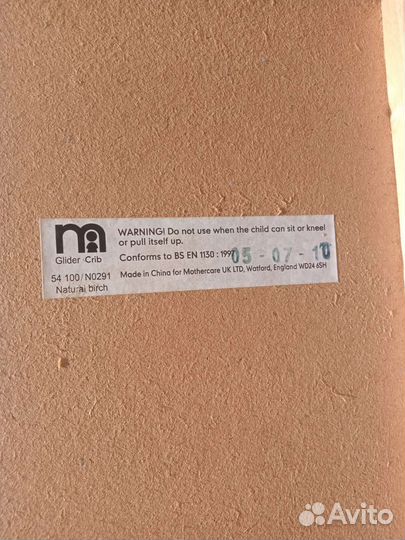 WARNING! Do not use when the child can sit or kneel
or pull itself up.
Glider Crib
Conforms to BS EN 1130 : 1997 05 - 07 - 10
54 100/N0291
Made in China for Mothercare UK LTD, Watford, England WD24 6SH
Natural birch
Avito